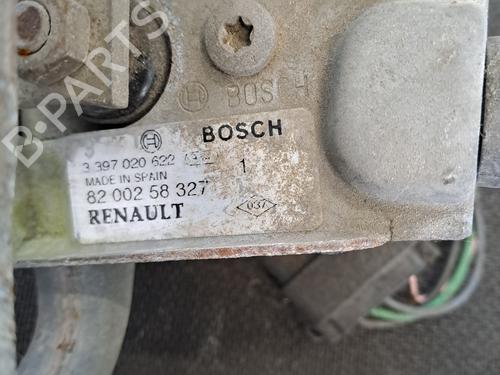 BOSCH
BOSCH
3 397 020 622
1
MADE IN SPAIN
82 002 58 327
RENAULT
037
B-PARTS